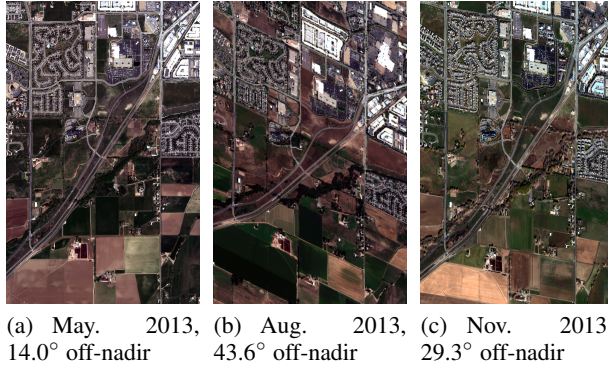 (a) May. 2013,
14.0° off-nadir
(b) Aug. 2013,
43.6° off-nadir
(c) Nov. 2013
29.3° off-nadir